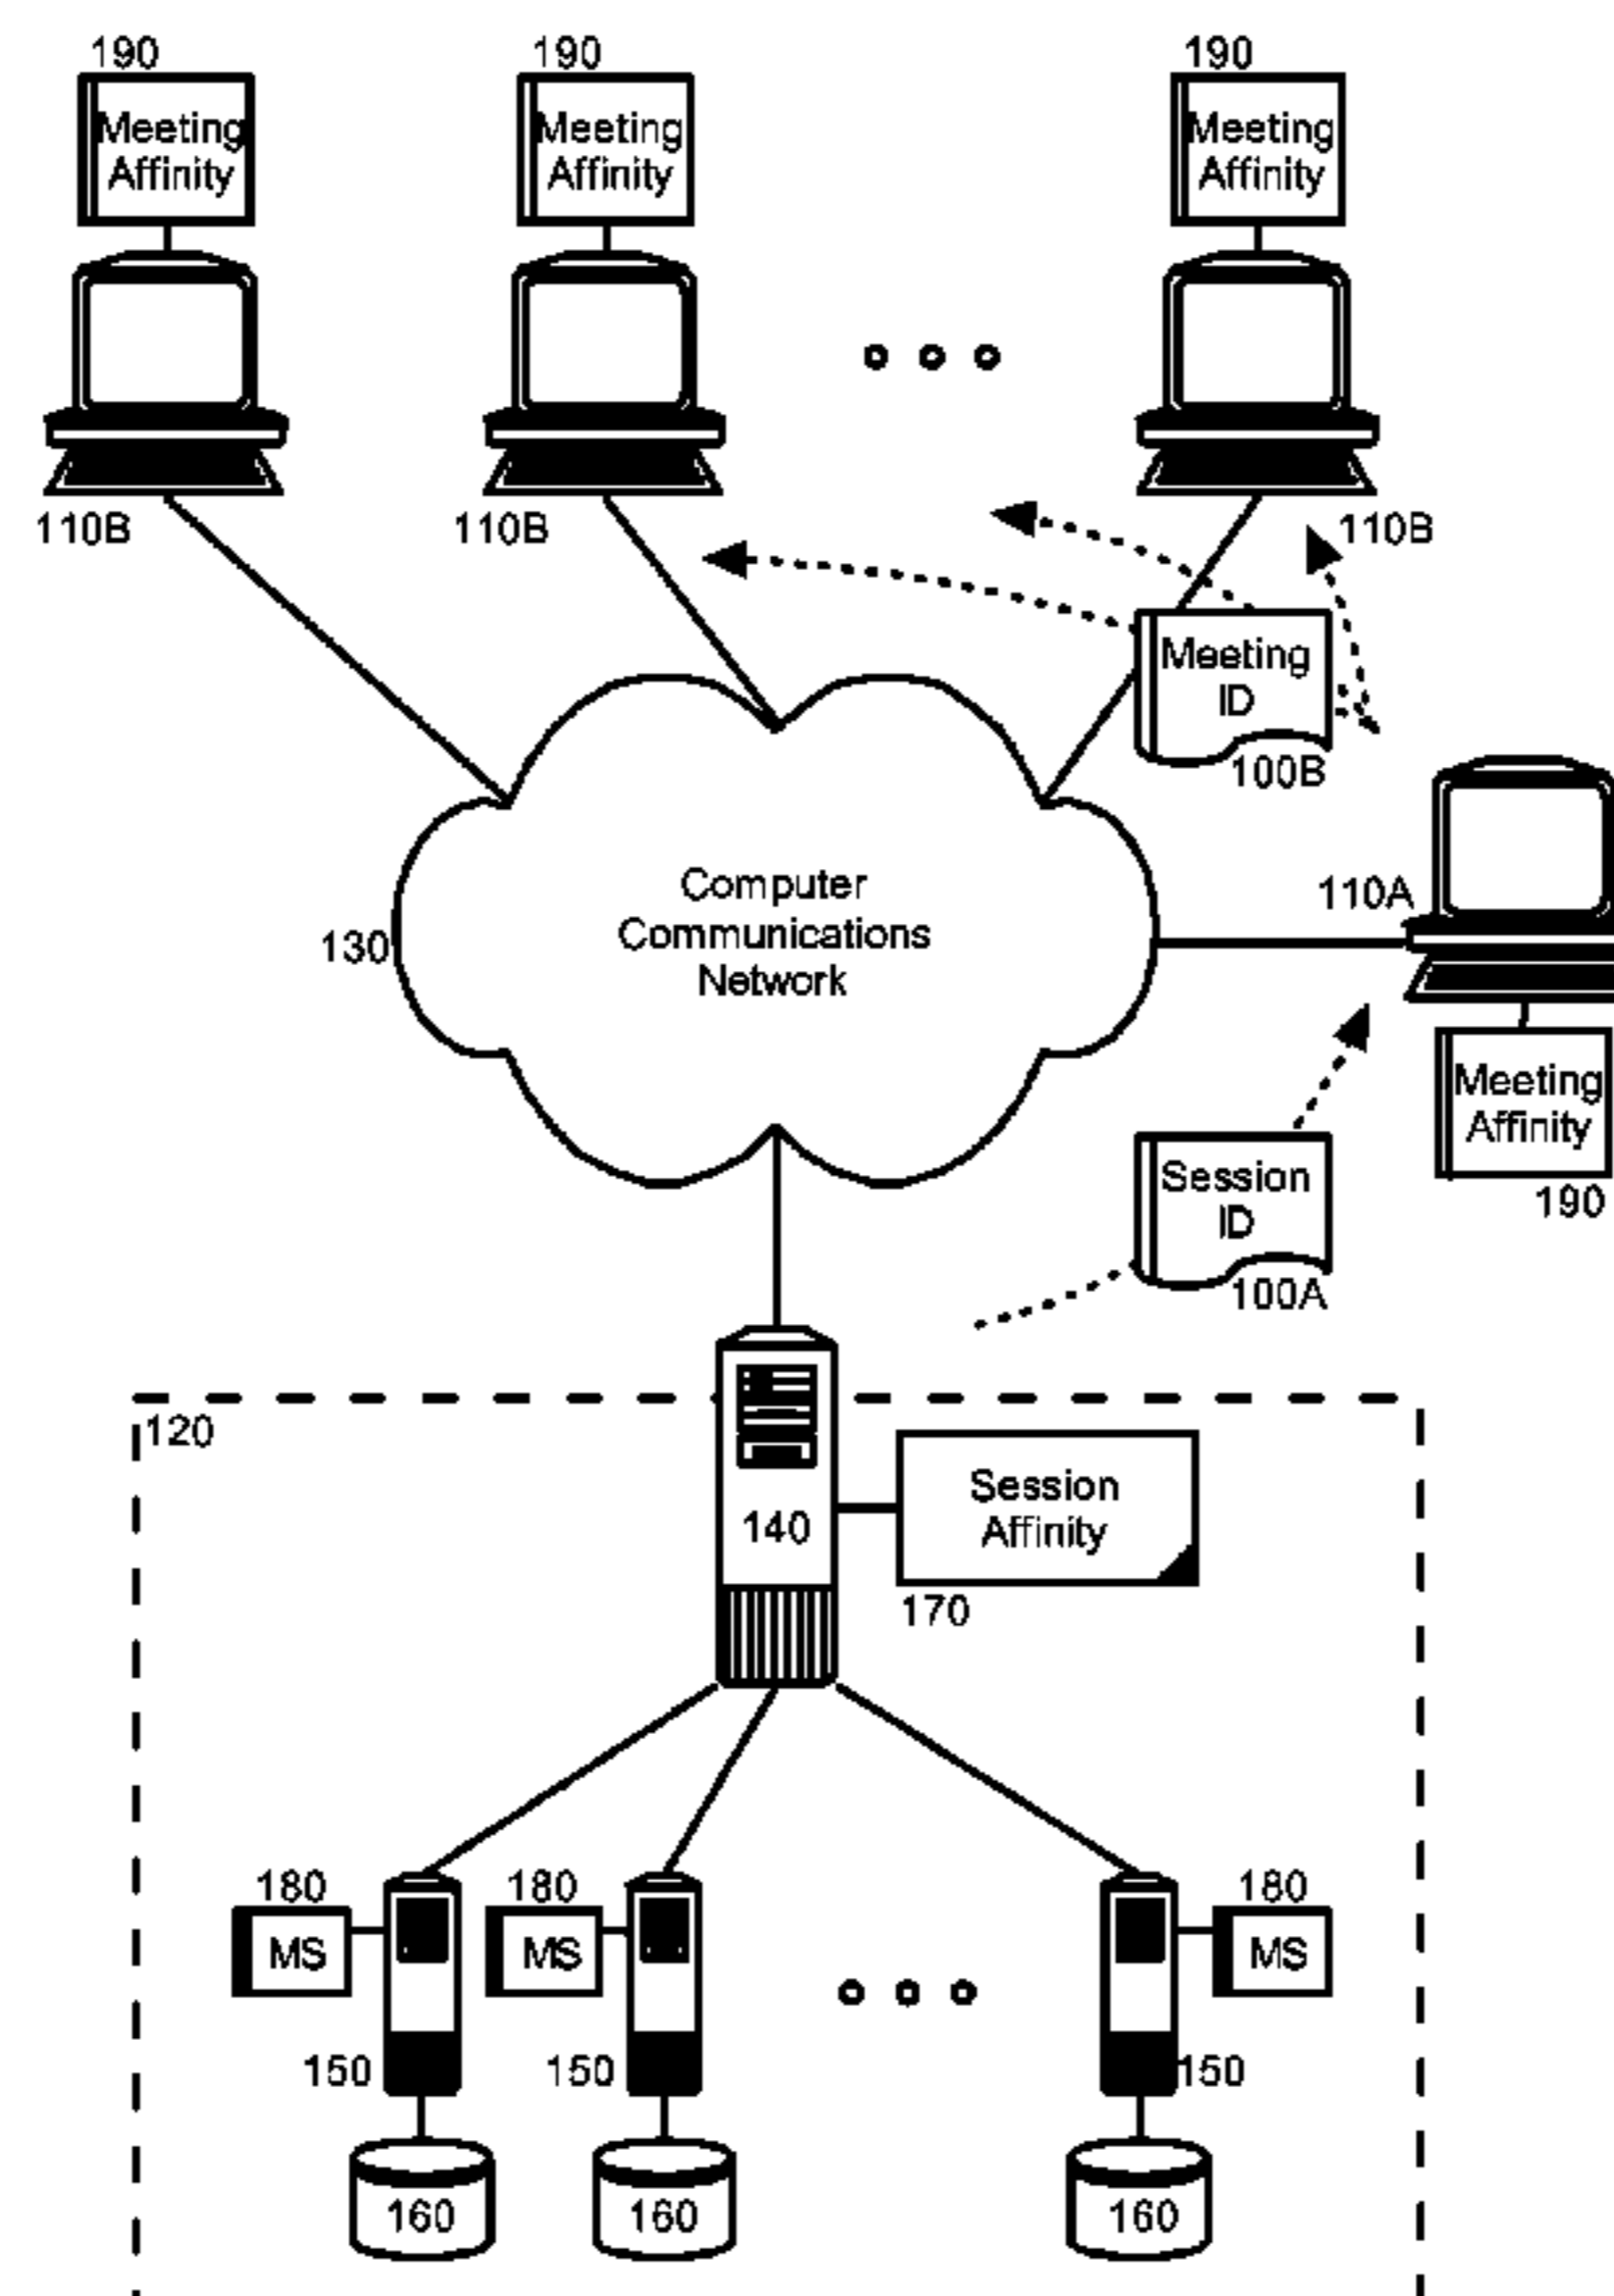 190
190
190
Meeting
Affinity
Meeting
Affinity
Meeting
Affinity
110B
110B
110B
Meeting
ID
100B
110A
Computer
Communications
Network
130
Meeting
Affinity
190
Session
ID
100A
120
140
Session
Affinity
170
180
180
180
MS
MS
MS
150
150
150
160
160
160